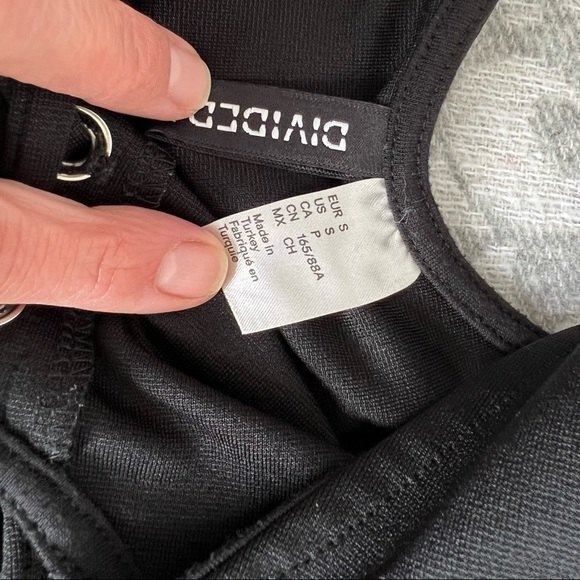 DIVIDED
EUR S
US S
CA P
CN 165/88A
MX CH
Made in
Turkey
Fabriqué en
Turquie